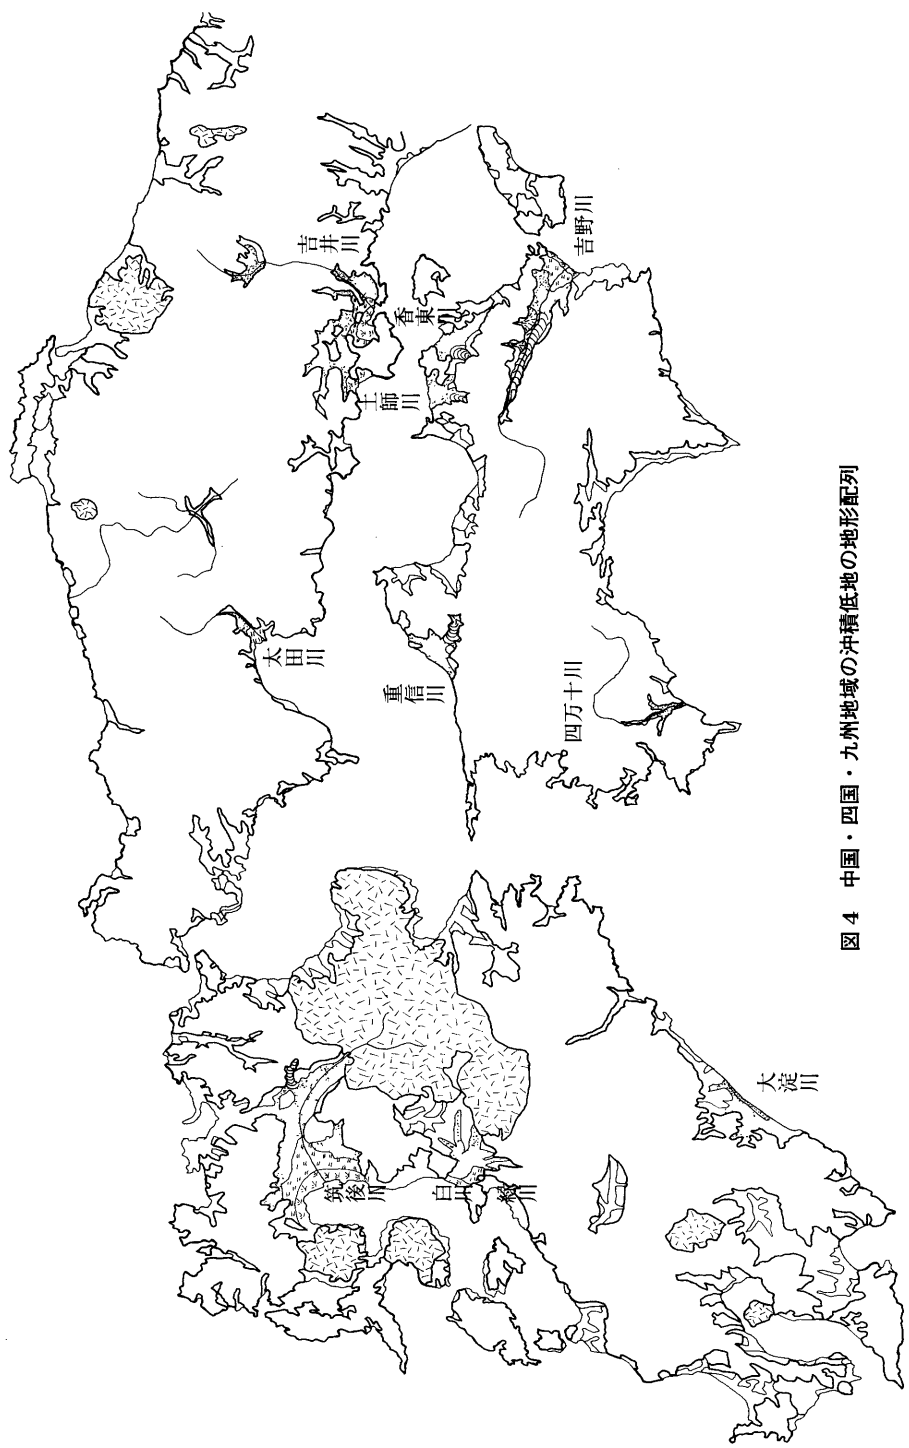 吉井川
吉野川
香東川
土師川
太田川
重信川
四万十川
大淀川
筑後川
白川
緑川
図4 中国・四国・九州地域の沖積低地の地形配列